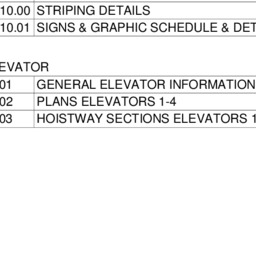 10.00 STRIPING DETAILS
10.01 SIGNS & GRAPHIC SCHEDULE & DET
EVATOR
01 GENERAL ELEVATOR INFORMATION
02 PLANS ELEVATORS 1-4
03 HOISTWAY SECTIONS ELEVATORS 1